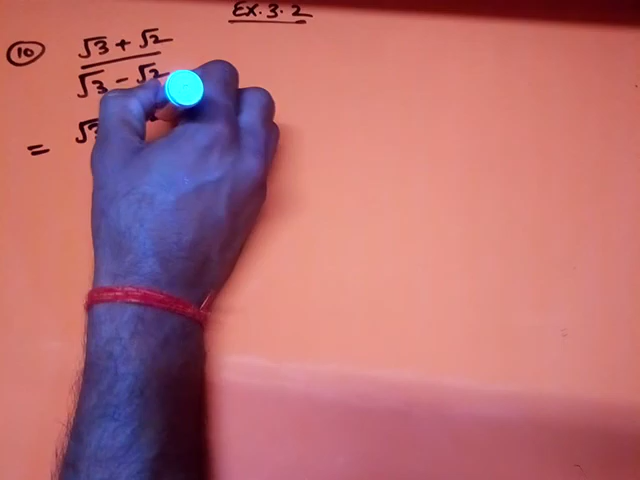 Ex. 3. 2
10 √3 + √2
√3 - √2
= √3